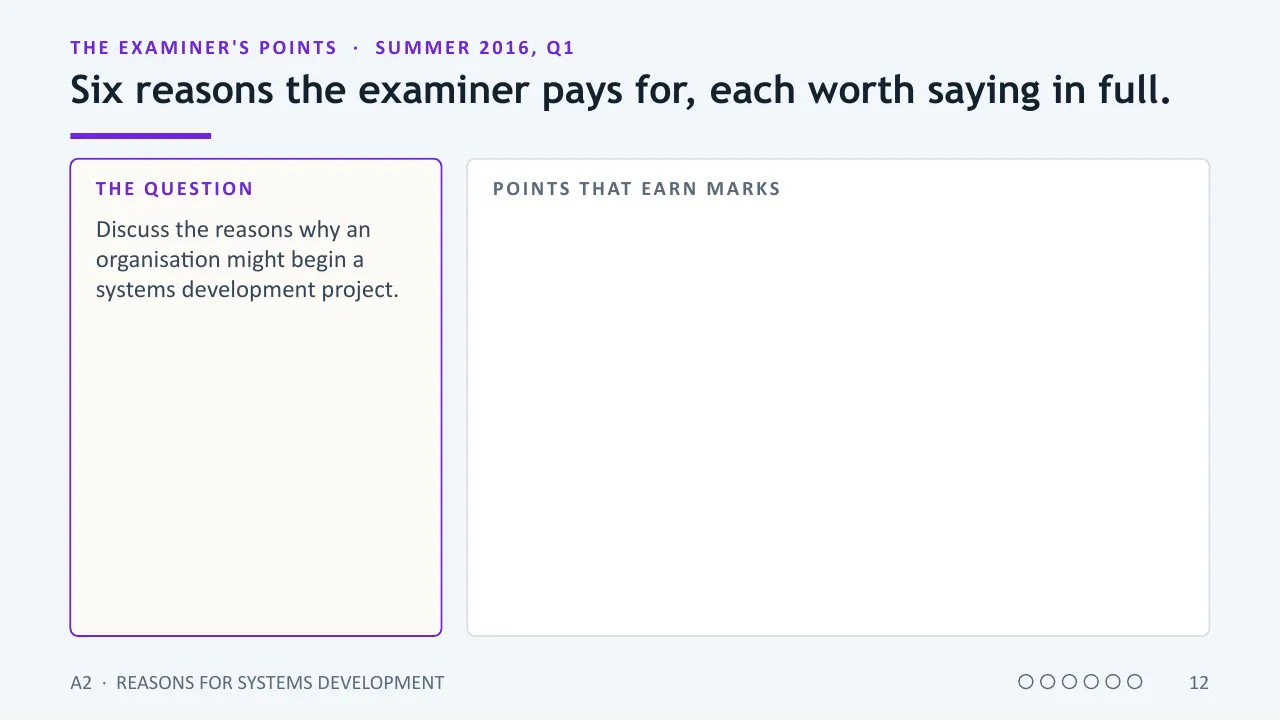 THE EXAMINER'S POINTS · SUMMER 2016, Q1
Six reasons the examiner pays for, each worth saying in full.
THE QUESTION
Discuss the reasons why an
organisation might begin a
systems development project.
POINTS THAT EARN MARKS
A2 · REASONS FOR SYSTEMS DEVELOPMENT
12